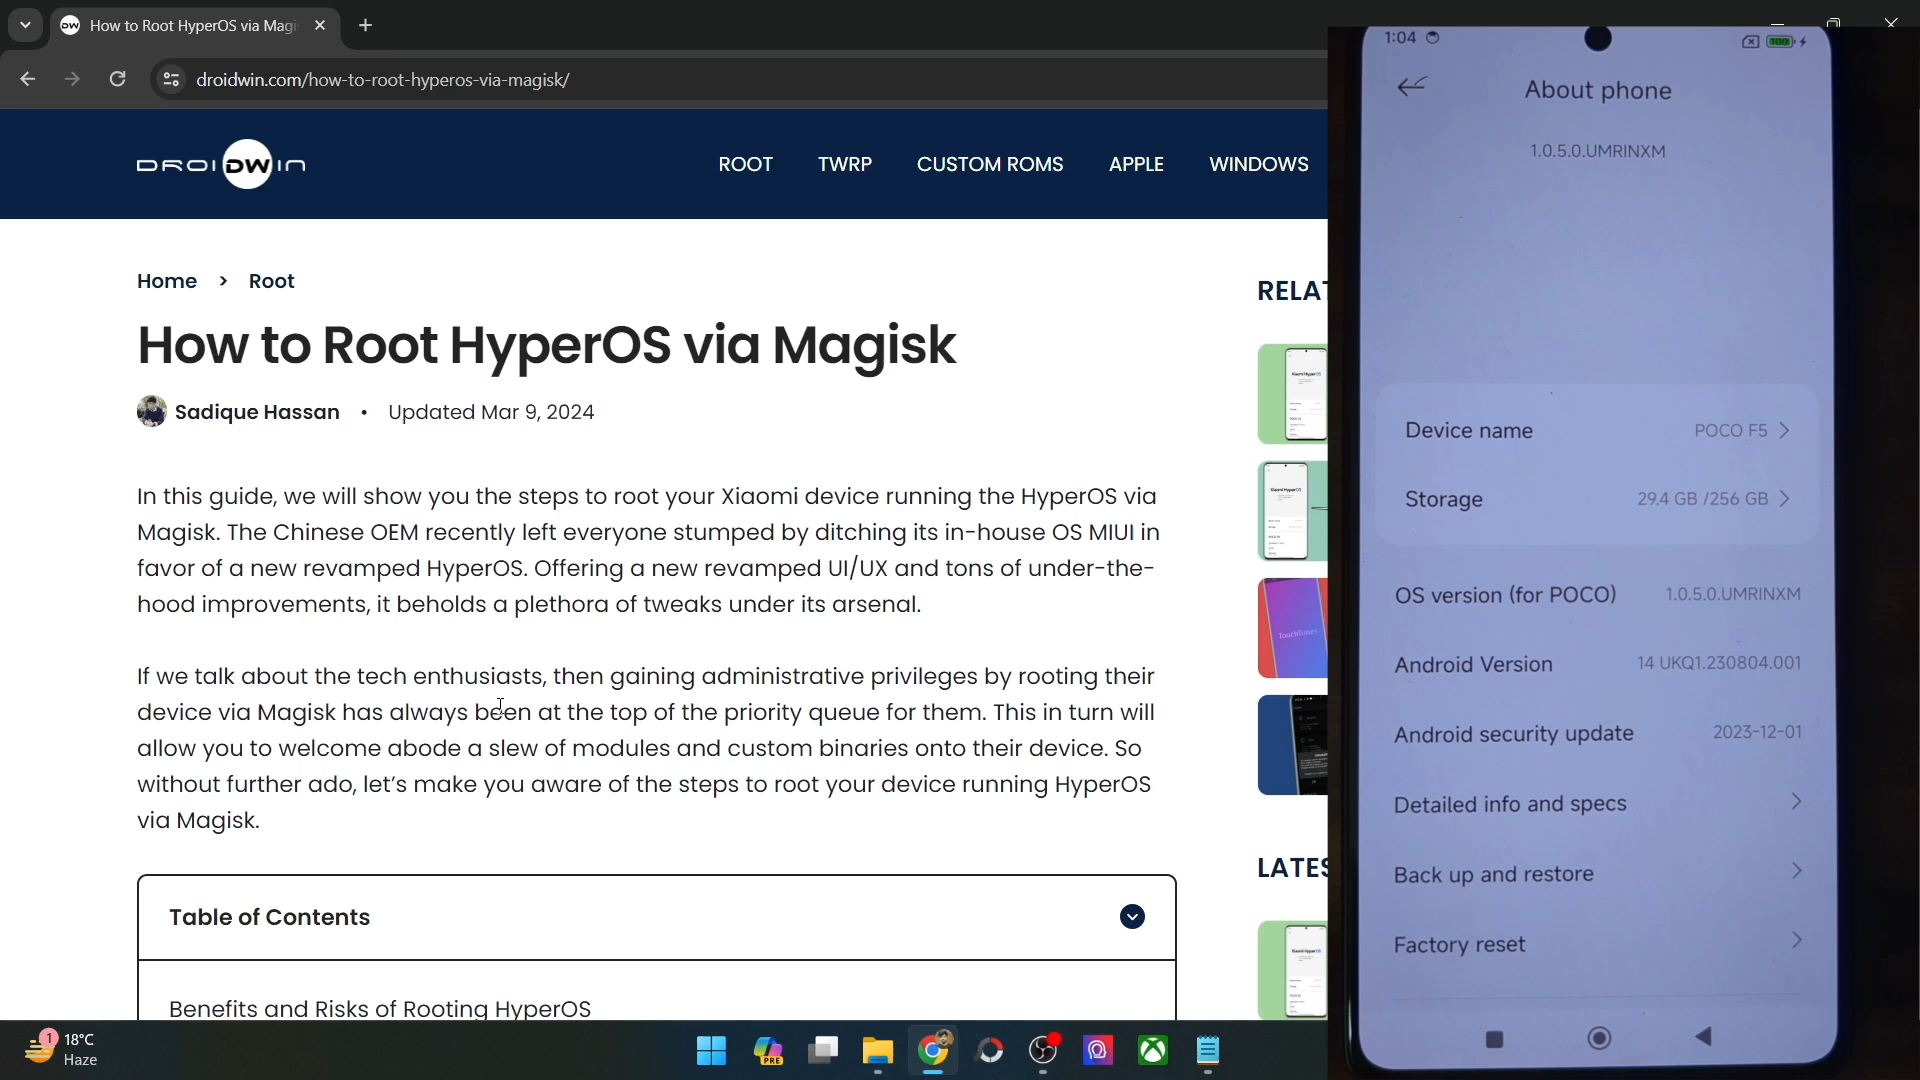 How to Root HyperOS via Magi
droidwin.com/how-to-root-hyperos-via-magisk/
DROIDWIN
ROOT
TWRP
CUSTOM ROMS
APPLE
WINDOWS
Home > Root
How to Root HyperOS via Magisk
Sadique Hassan • Updated Mar 9, 2024
In this guide, we will show you the steps to root your Xiaomi device running the HyperOS via
Magisk. The Chinese OEM recently left everyone stumped by ditching its in-house OS MIUI in
favor of a new revamped HyperOS. Offering a new revamped UI/UX and tons of under-the-
hood improvements, it beholds a plethora of tweaks under its arsenal.
If we talk about the tech enthusiasts, then gaining administrative privileges by rooting their
device via Magisk has always been at the top of the priority queue for them. This in turn will
allow you to welcome abode a slew of modules and custom binaries onto their device. So
without further ado, let's make you aware of the steps to root your device running HyperOS
via Magisk.
Table of Contents
Benefits and Risks of Rooting HyperOS
RELAT
TouchTunes
LATES
1:04
100
About phone
1.0.5.0.UMRINXM
Device name POCO F5
Storage 29.4 GB /256 GB
OS version (for POCO) 1.0.5.0.UMRINXM
Android Version 14 UKQ1.230804.001
Android security update 2023-12-01
Detailed info and specs
Back up and restore
Factory reset
1
18°C
Haze
PRE